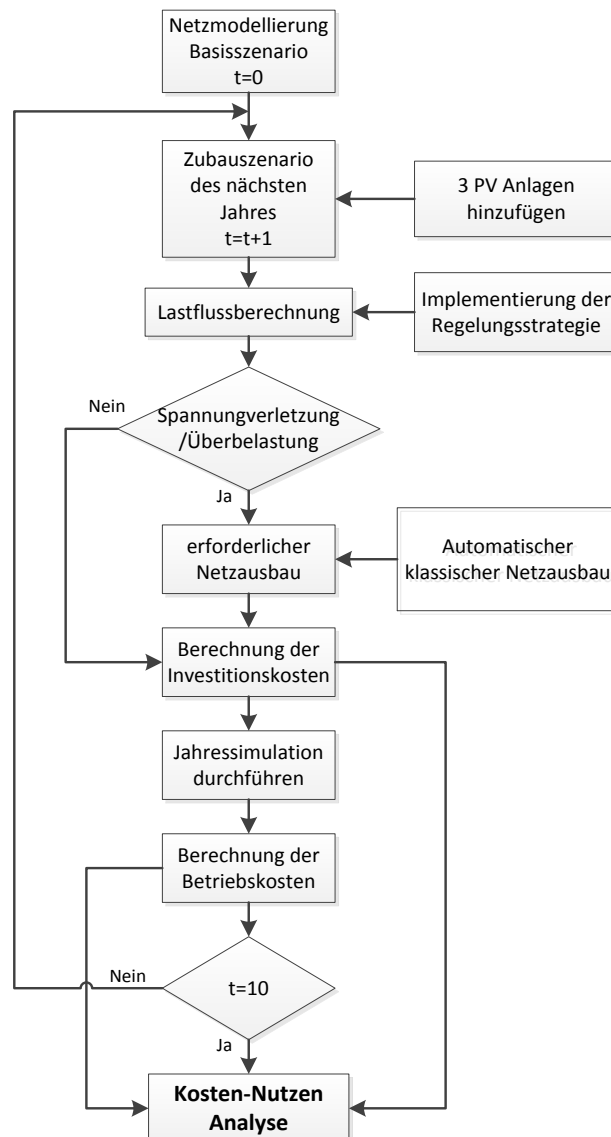 Netzmodellierung
Basisszenario
t=0
Zubauszenario
des nächsten
Jahres
t=t+1
3 PV Anlagen
hinzufügen
Lastflussberechnung
Implementierung der
Regelungsstrategie
Nein
Spannungverletzung
/Überbelastung
Ja
erforderlicher
Netzausbau
Automatischer
klassischer Netzausbau
Berechnung der
Investitionskosten
Jahressimulation
durchführen
Berechnung der
Betriebskosten
Nein
t=10
Ja
Kosten-Nutzen
Analyse